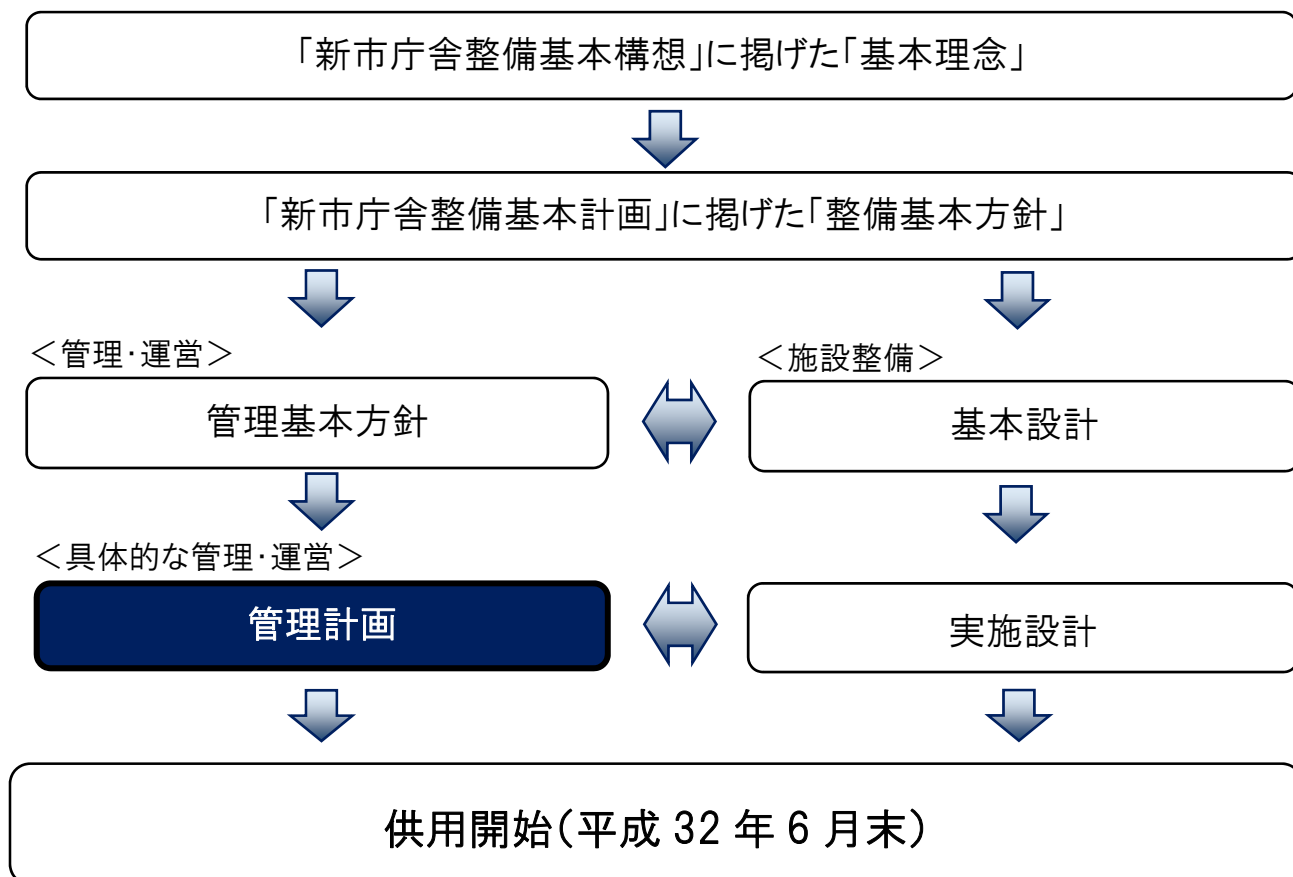 「新市庁舎整備基本構想」に掲げた「基本理念」
「新市庁舎整備基本計画」に掲げた「整備基本方針」
＜管理・運営＞
＜施設整備＞
管理基本方針
基本設計
＜具体的な管理・運営＞
管理計画
実施設計
供用開始（平成 32 年 6 月末）